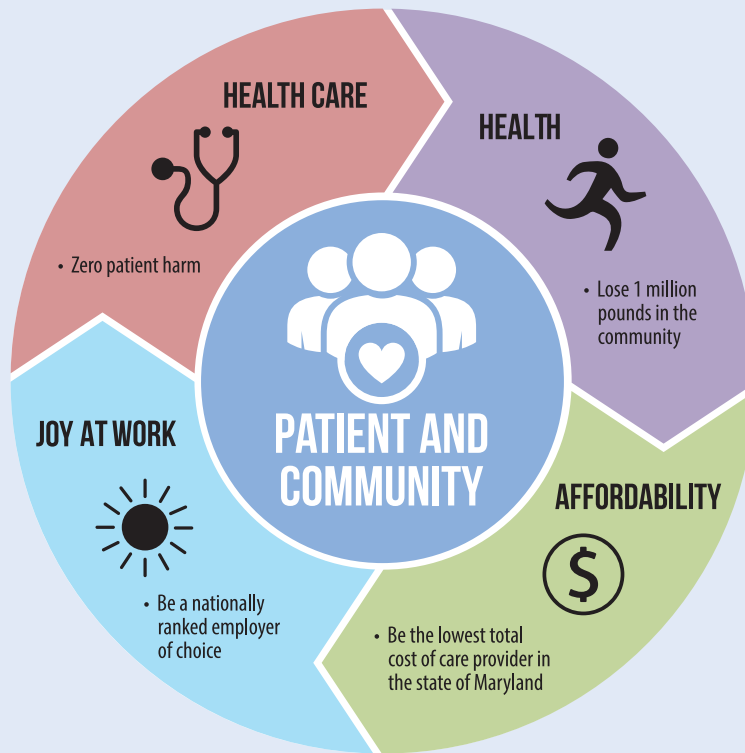 HEALTH CARE
• Zero patient harm
HEALTH
• Lose 1 million
pounds in the
community
AFFORDABILITY
$
• Be the lowest total
cost of care provider in
the state of Maryland
JOY AT WORK
• Be a nationally
ranked employer
of choice
PATIENT AND
COMMUNITY